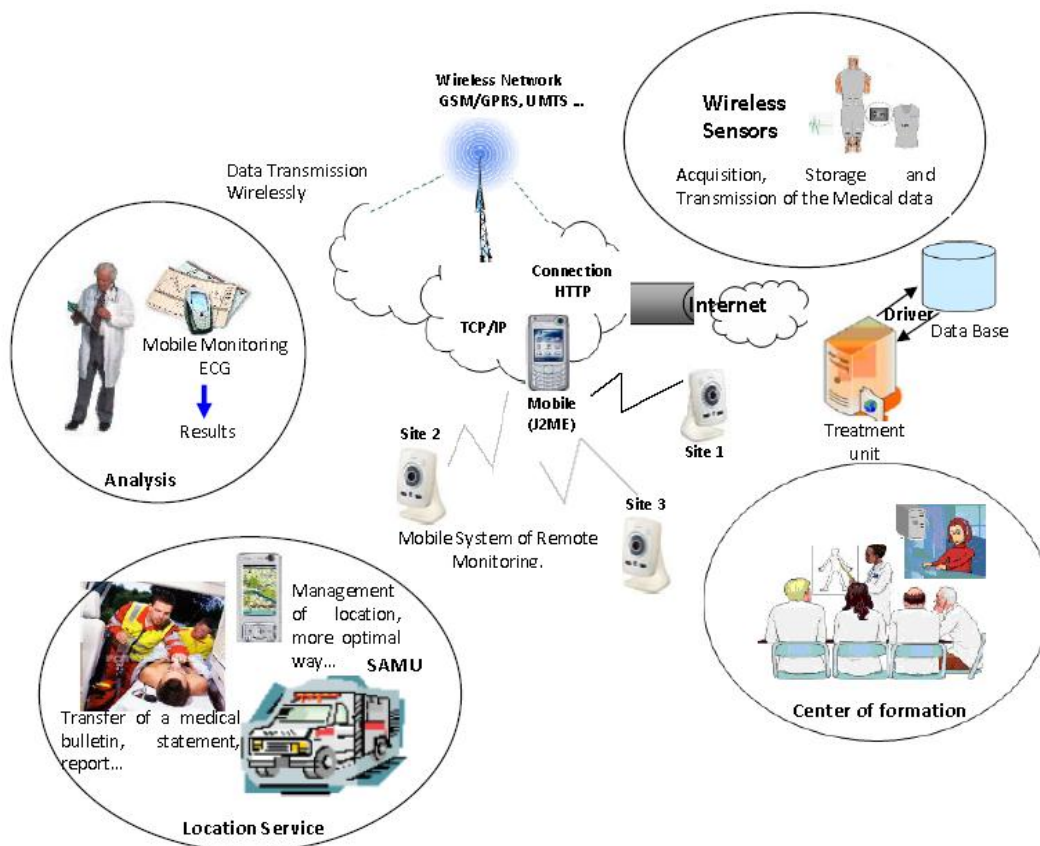 Wireless Network
GSM/GPRS, UMTS ...
Wireless
Sensors
Acquisition, Storage and
Transmission of the Medical data
Data Transmission
Wirelessly
Connection
HTTP
Internet
TCP/IP
Driver
Data Base
Mobile Monitoring
ECG
Results
Analysis
Mobile
(J2ME)
Site 1
Site 2
Site 3
Treatment
unit
Mobile System of Remote
Monitoring.
Management
of location,
more optimal
way...
SAMU
Transfer of a medical
bulletin, statement,
report...
Location Service
Center of formation